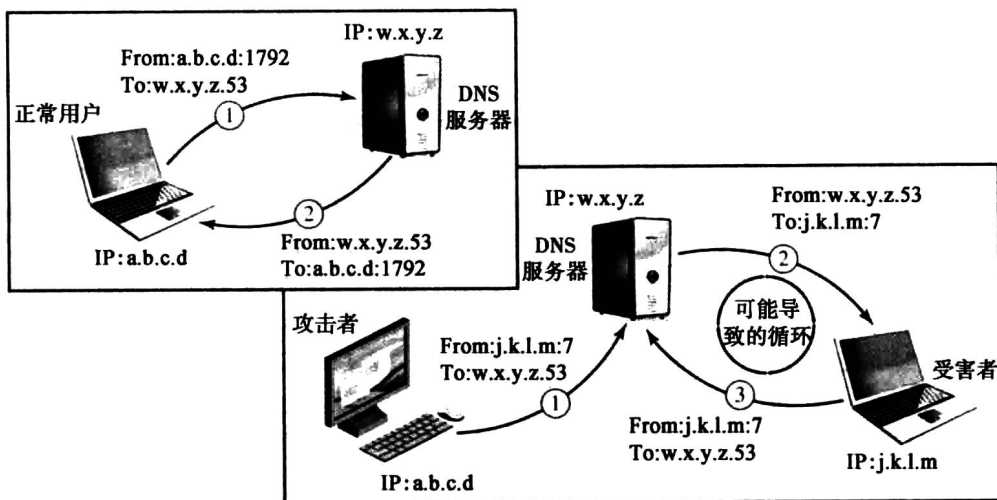 IP:w.x.y.z
From:a.b.c.d:1792
To:w.x.y.z.53
正常用户
①
DNS
服务器
②
From:w.x.y.z.53
To:a.b.c.d:1792
IP:a.b.c.d
IP:w.x.y.z
DNS
服务器
From:w.x.y.z.53
To:j.k.l.m:7
②
可能导
致的循环
攻击者
From:j.k.l.m:7
To:w.x.y.z.53
①
受害者
③
From:j.k.l.m:7
To:w.x.y.z.53
IP:a.b.c.d
IP:j.k.l.m